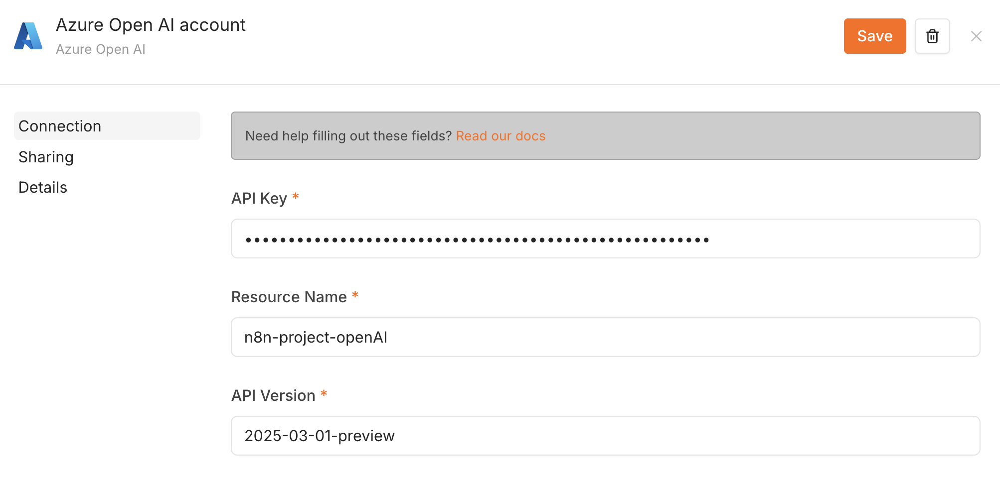 Azure Open AI account
Azure Open AI
Save
Connection
Sharing
Details
Need help filling out these fields? Read our docs
API Key *
••••••••••••••••••••••••••••••••••••••••••••••••••••••
Resource Name *
n8n-project-openAI
API Version *
2025-03-01-preview